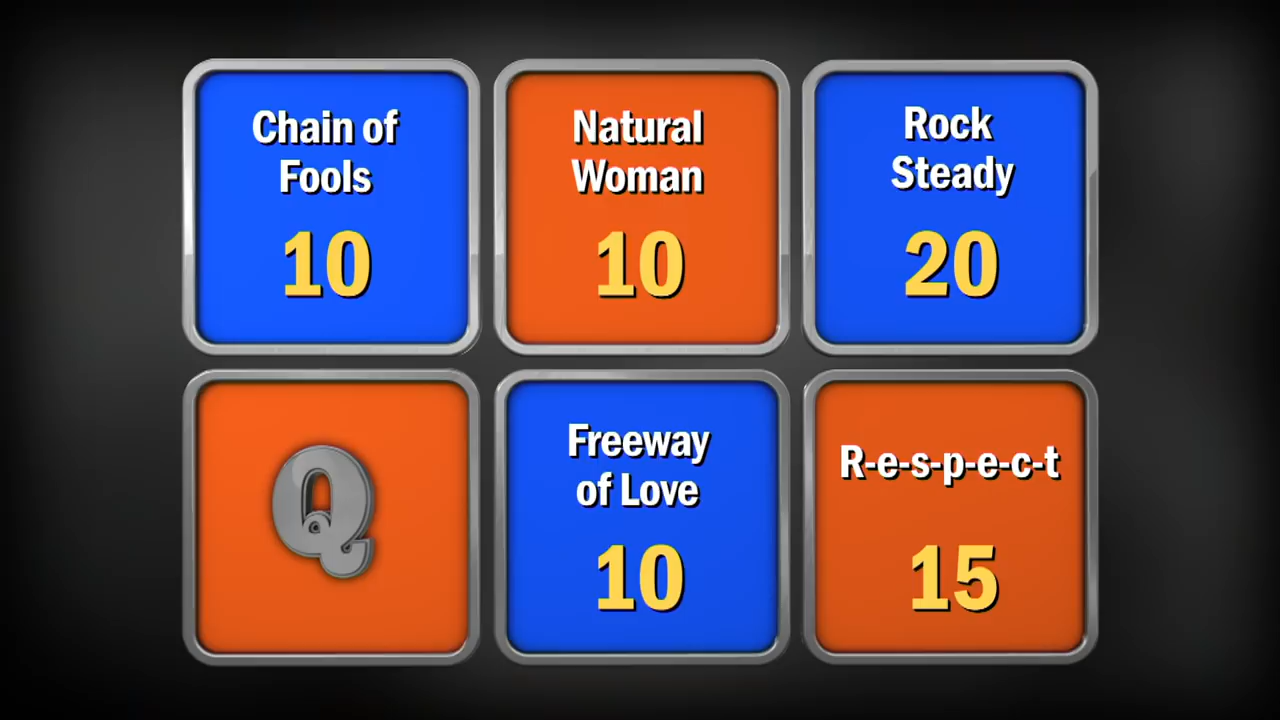 Chain of
Fools
10
Natural
Woman
10
Rock
Steady
20
Q
Freeway
of Love
10
R-e-s-p-e-c-t
15